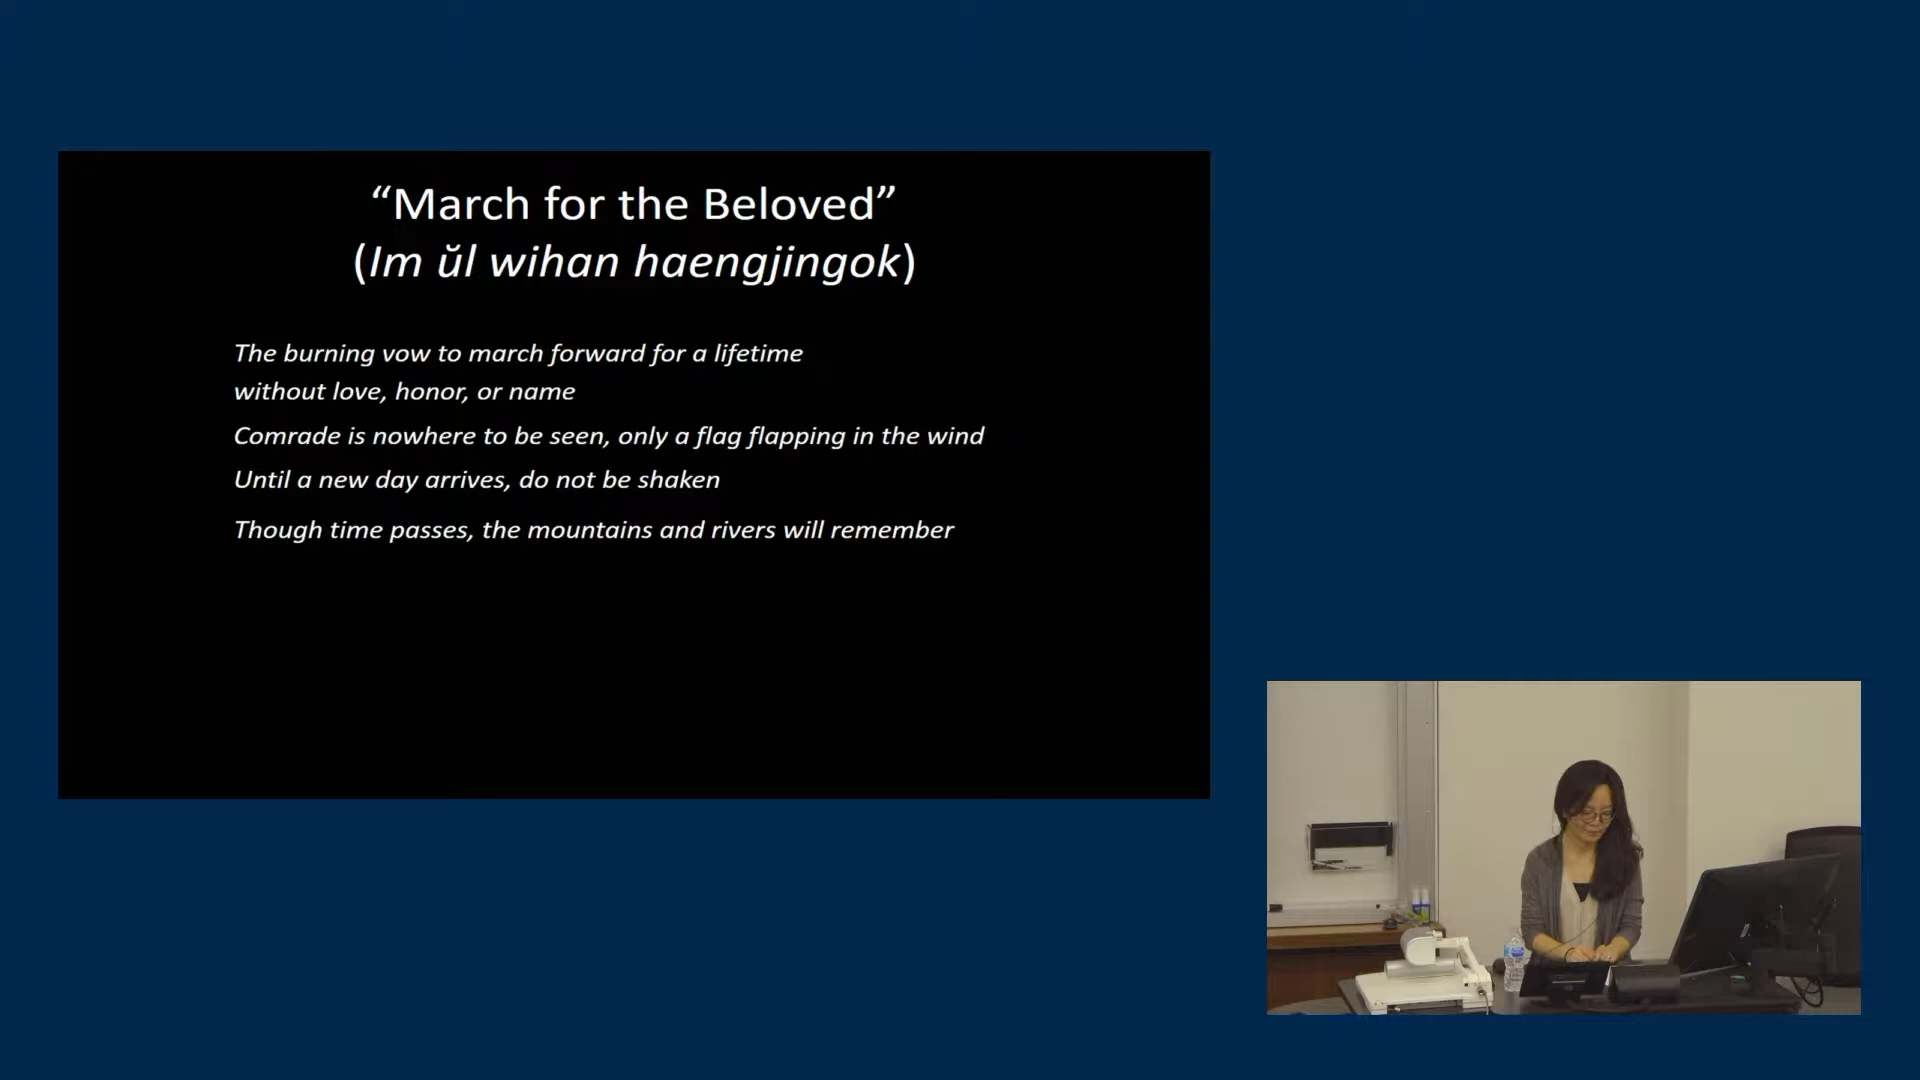 “March for the Beloved”
(Im ŭl wihan haengjingok)
The burning vow to march forward for a lifetime
without love, honor, or name
Comrade is nowhere to be seen, only a flag flapping in the wind
Until a new day arrives, do not be shaken
Though time passes, the mountains and rivers will remember